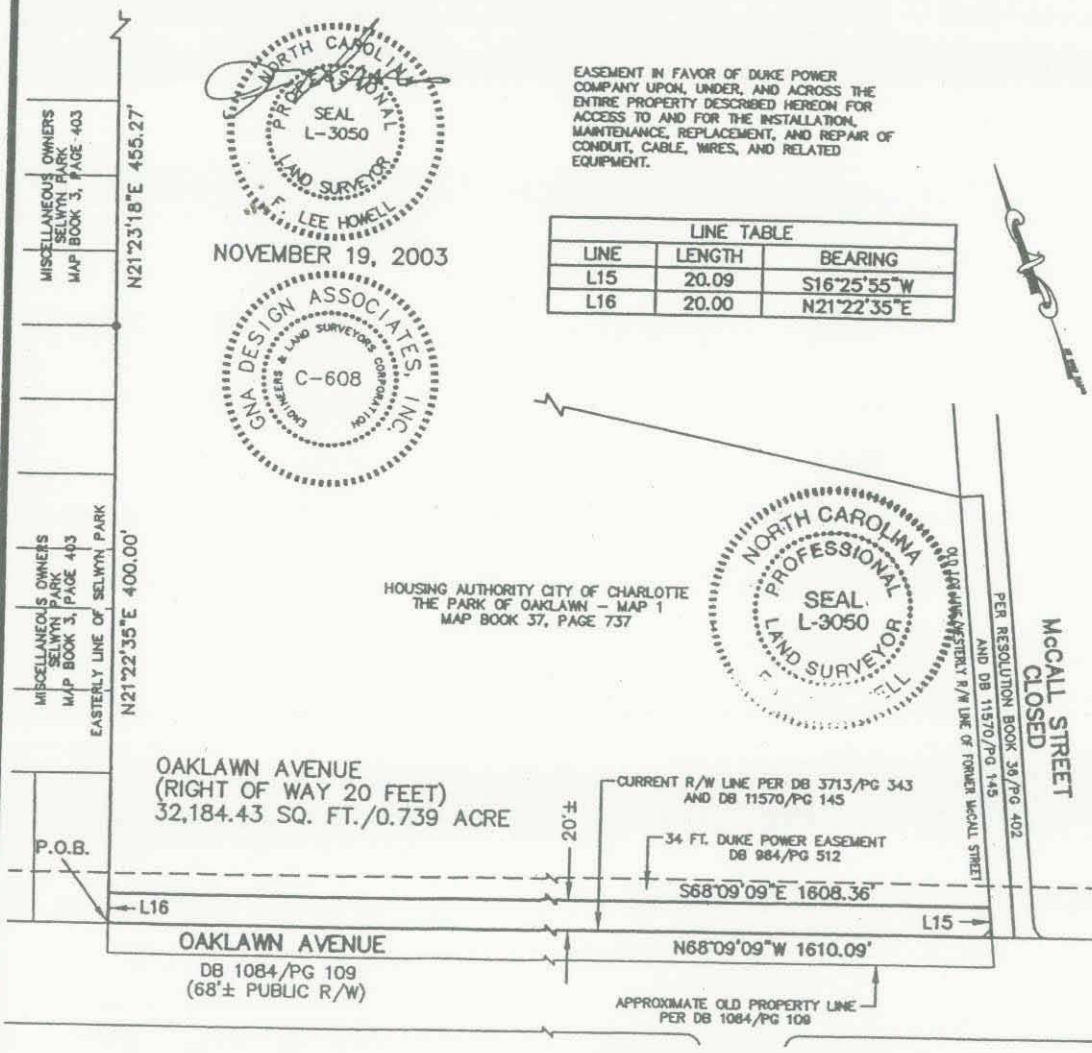 MISCELLANEOUS OWNERS
SELWYN PARK
MAP BOOK 3, PAGE 403
N21°23'18"E 455.27'
NORTH CAROLINA
PROFESSIONAL
SEAL
L-3050
LAND SURVEYOR
F. LEE HOWELL
NOVEMBER 19, 2003
GNA DESIGN ASSOCIATES, INC.
ENGINEERS & LAND SURVEYORS CORPORATION
C-608
EASEMENT IN FAVOR OF DUKE POWER
COMPANY UPON, UNDER, AND ACROSS THE
ENTIRE PROPERTY DESCRIBED HEREON FOR
ACCESS TO AND FOR THE INSTALLATION,
MAINTENANCE, REPLACEMENT, AND REPAIR OF
CONDUIT, CABLE, WIRES, AND RELATED
EQUIPMENT.
LINE TABLE
LINE LENGTH BEARING
L15 20.09 S16°25'55"W
L16 20.00 N21°22'35"E
MISCELLANEOUS OWNERS
SELWYN PARK
MAP BOOK 3, PAGE 403
EASTERLY LINE OF SELWYN PARK
N21°22'35"E 400.00'
HOUSING AUTHORITY CITY OF CHARLOTTE
THE PARK OF OAKLAWN - MAP 1
MAP BOOK 37, PAGE 737
NORTH CAROLINA
PROFESSIONAL
SEAL
L-3050
LAND SURVEYOR
OLD LOT LINE/WESTERLY R/W LINE OF FORMER McCALL STREET
AND DB 11570/PG 145
PER RESOLUTION BOOK 36/PG 402
McCALL STREET
CLOSED
OAKLAWN AVENUE
(RIGHT OF WAY 20 FEET)
32,184.43 SQ. FT./0.739 ACRE
20'±
CURRENT R/W LINE PER DB 3713/PG 343
AND DB 11570/PG 145
34 FT. DUKE POWER EASEMENT
DB 984/PG 512
P.O.B.
S68°09'09"E 1608.36'
L16
L15
OAKLAWN AVENUE
N68°09'09"W 1610.09'
DB 1084/PG 109
(68'± PUBLIC R/W)
APPROXIMATE OLD PROPERTY LINE
PER DB 1084/PG 109